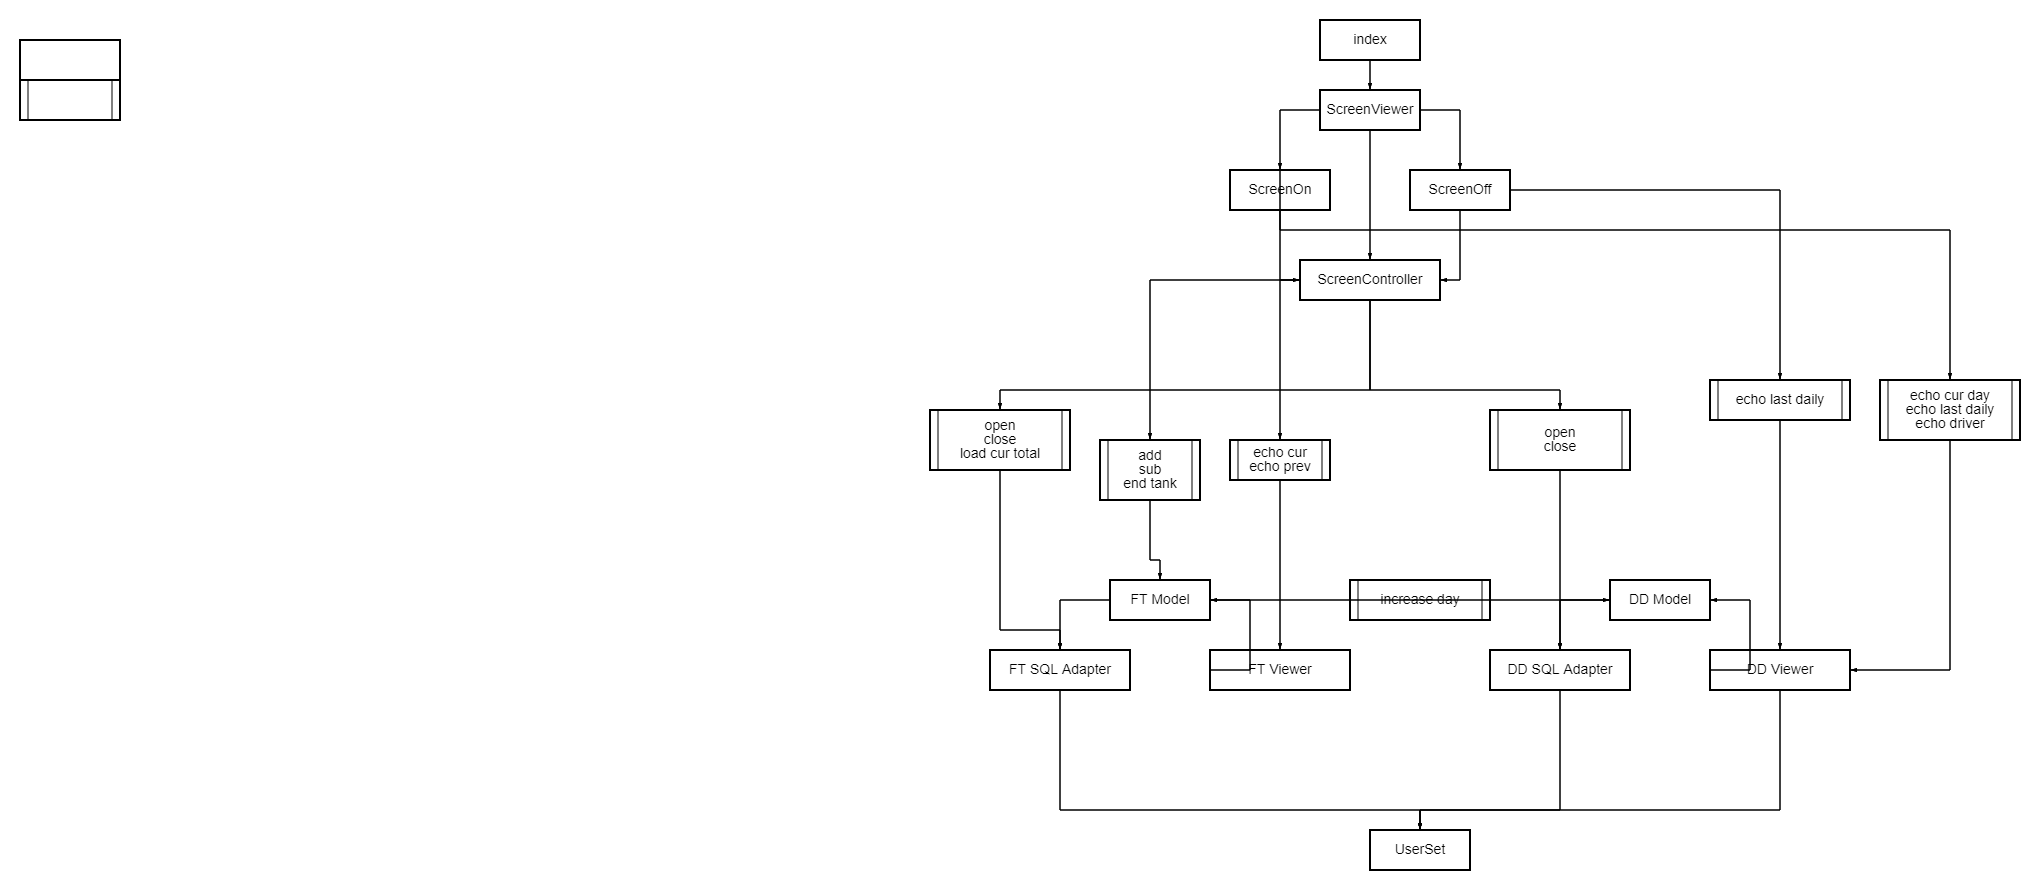 index
ScreenViewer
ScreenOn
ScreenOff
ScreenController
echo last daily
echo cur day
echo last daily
echo driver
open
close
load cur total
add
sub
end tank
echo cur
echo prev
open
close
FT Model
increase day
DD Model
FT SQL Adapter
FT Viewer
DD SQL Adapter
DD Viewer
UserSet